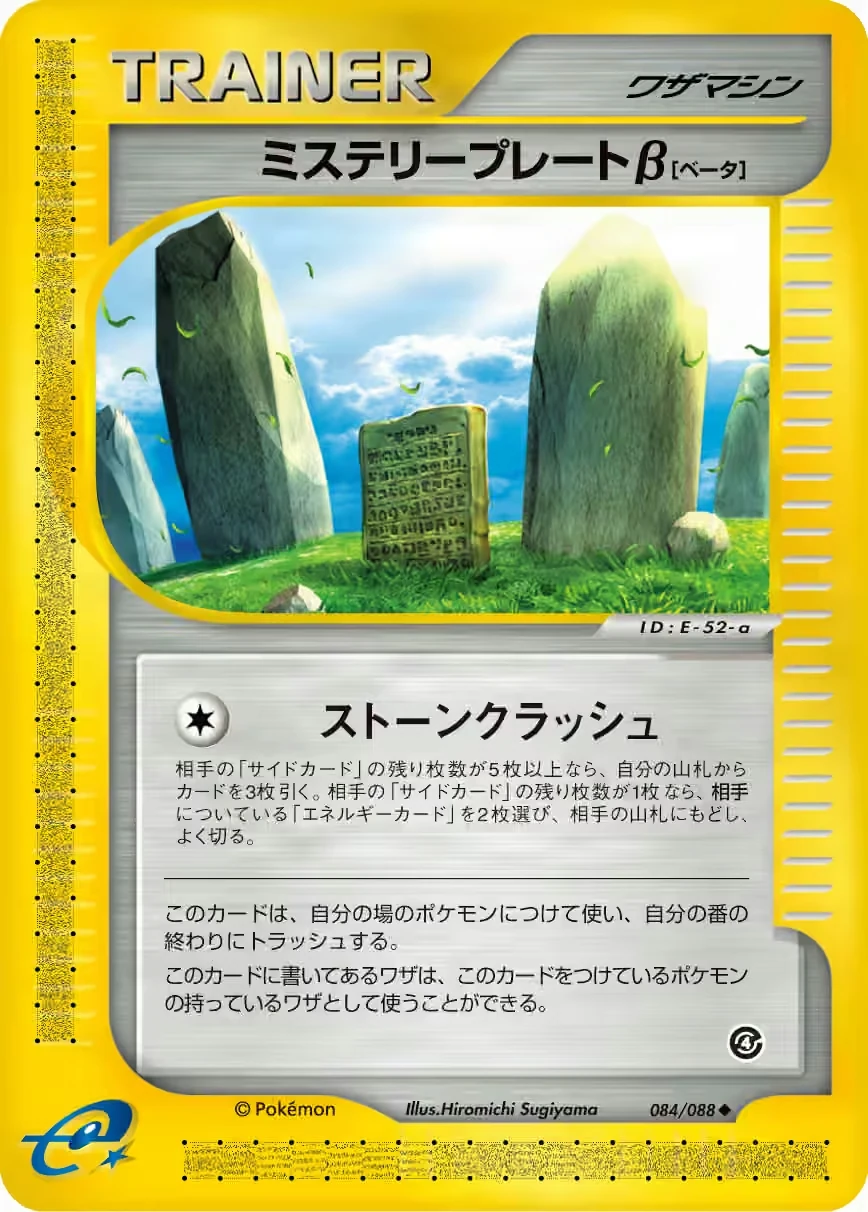 TRAINER
ワザマシン
ミステリープレートβ[ベータ]
ID:E-52-a
ストーンクラッシュ
相手の「サイドカード」の残り枚数が5枚以上なら、自分の山札から
カードを3枚引く。相手の「サイドカード」の残り枚数が1枚なら、相手
についている「エネルギーカード」を2枚選び、相手の山札にもどし、
よく切る。
このカードは、自分の場のポケモンにつけて使い、自分の番の
終わりにトラッシュする。
このカードに書いてあるワザは、このカードをつけているポケモン
の持っているワザとして使うことができる。
4
e
© Pokémon
Illus.Hiromichi Sugiyama
084/088◆